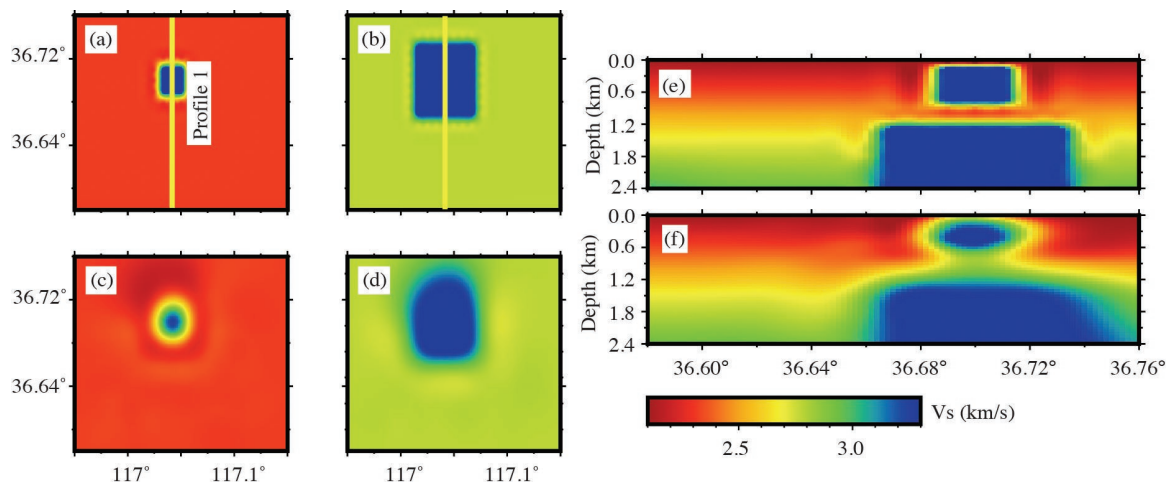 (a)
Profile 1
36.72°
36.64°
(b)
(c)
36.72°
36.64°
117°
117.1°
(d)
117°
117.1°
(e)
Depth (km)
0.0
0.6
1.2
1.8
2.4
(f)
Depth (km)
0.0
0.6
1.2
1.8
2.4
36.60°
36.64°
36.68°
36.72°
36.76°
Vs (km/s)
2.5
3.0